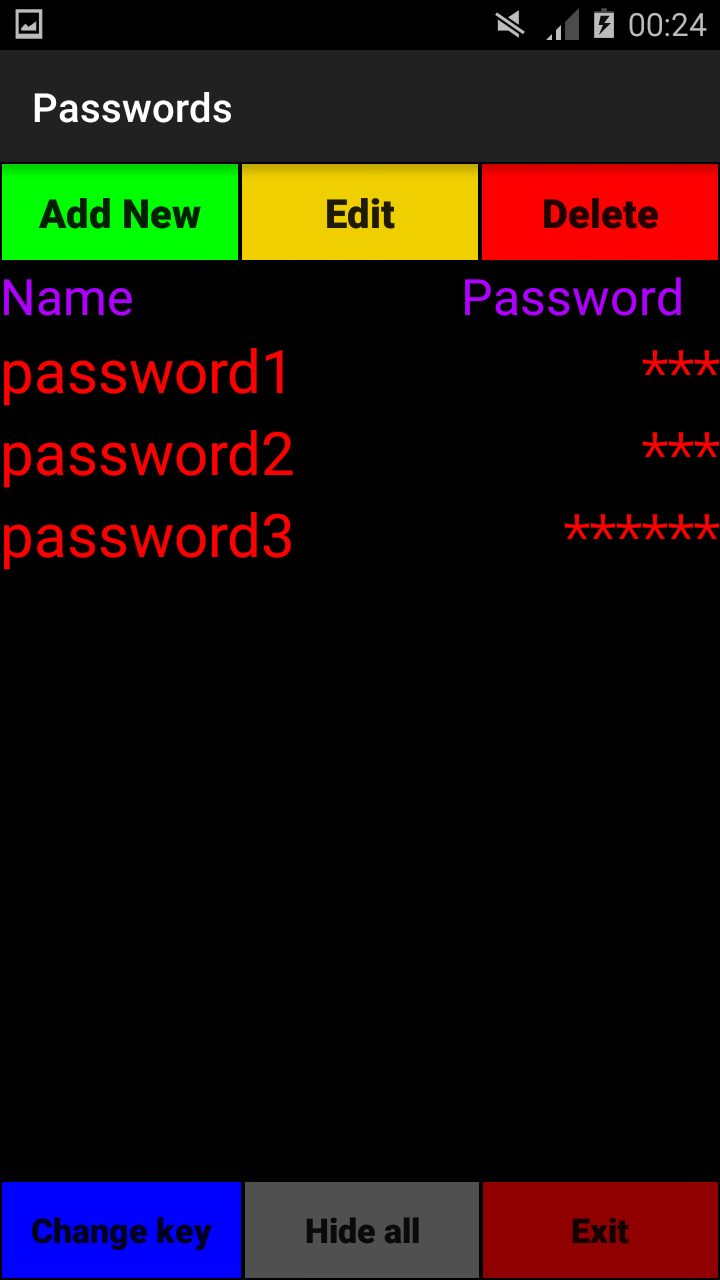 00:24
Passwords
Add New Edit Delete
Name Password
password1 ***
password2 ***
password3 ******
Change key Hide all Exit